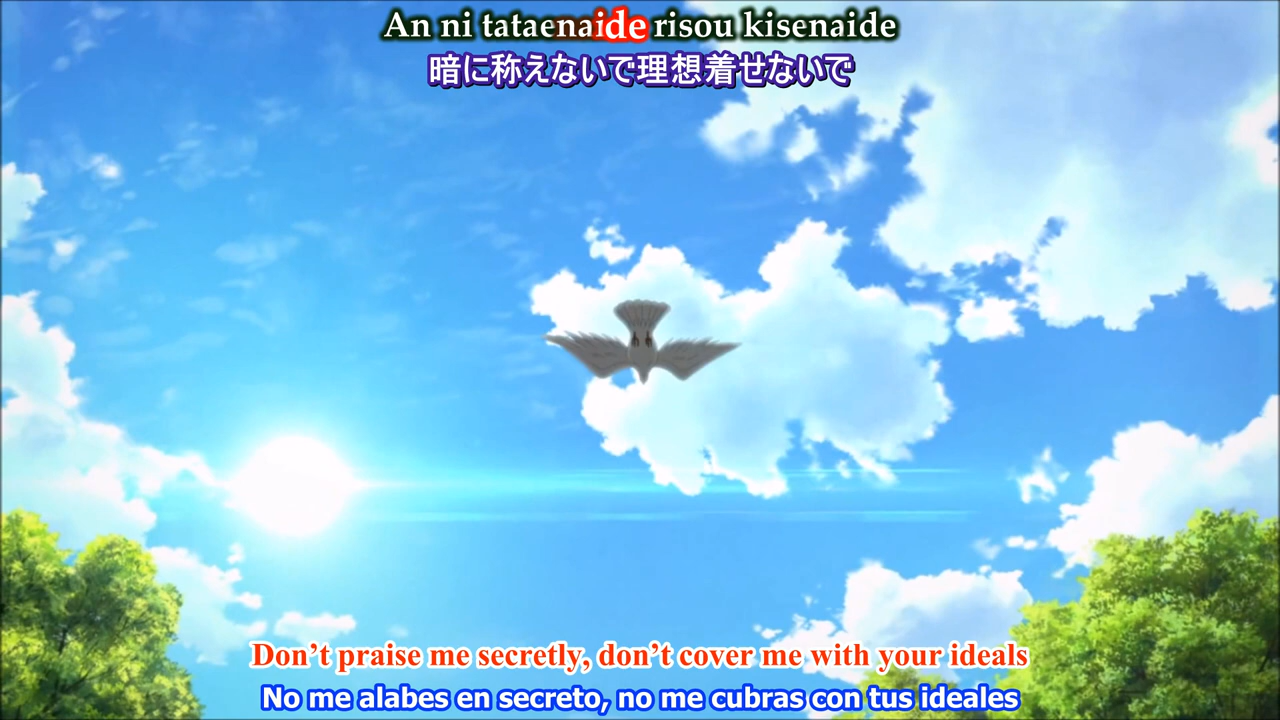 An ni tataenaide risou kisenaide
暗に称えないで理想着せないで
Don’t praise me secretly, don’t cover me with your ideals
No me alabes en secreto, no me cubras con tus ideales